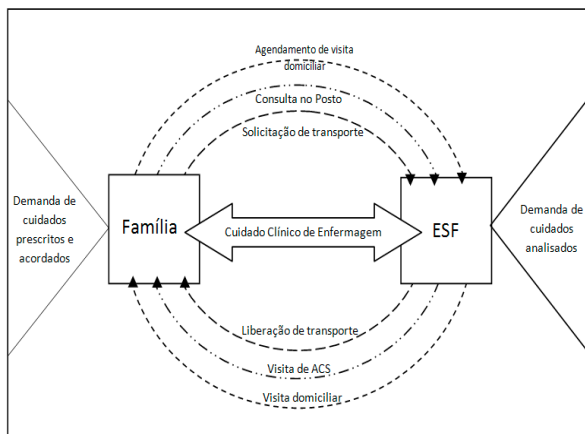 Agendamento de visita
domiciliar
Consulta no Posto
Solicitação de transporte
Demanda de
cuidados
prescritos e
acordados
Família
Cuidado Clínico de Enfermagem
ESF
Demanda de
cuidados
analisados
Liberação de transporte
Visita de ACS
Visita domiciliar